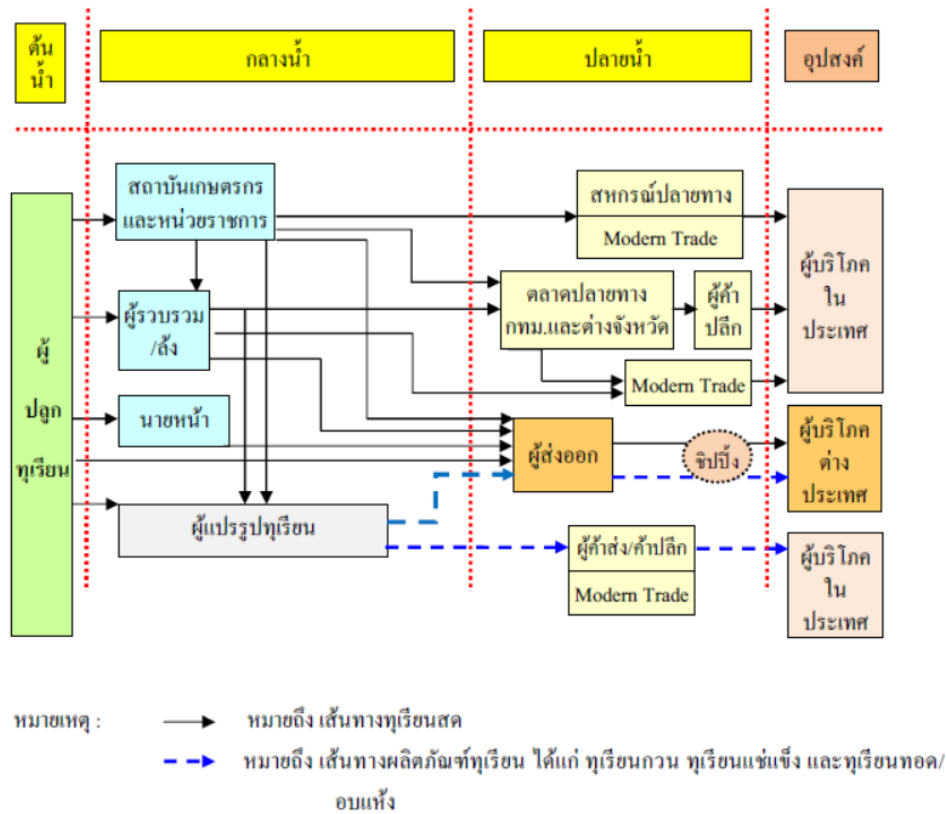 ต้น
น้ำ
กลางน้ำ
ปลายน้ำ
อุปสงค์
ผู้
ปลูก
ทุเรียน
สถาบันเกษตรกร
และหน่วยราชการ
ผู้รวบรวม
/ล้ง
นายหน้า
ผู้แปรรูปทุเรียน
สหกรณ์ปลายทาง
Modern Trade
ตลาดปลายทาง
กทม.และต่างจังหวัด
ผู้ค้า
ปลีก
Modern Trade
ผู้ส่งออก
ชิปปิ้ง
ผู้ค้าส่ง/ค้าปลีก
Modern Trade
ผู้บริโภค
ใน
ประเทศ
ผู้บริโภค
ต่าง
ประเทศ
ผู้บริโภค
ใน
ประเทศ
หมายเหตุ : หมายถึง เส้นทางทุเรียนสด
หมายถึง เส้นทางผลิตภัณฑ์ทุเรียน ได้แก่ ทุเรียนกวน ทุเรียนแช่แข็ง และทุเรียนทอด/
อบแห้ง